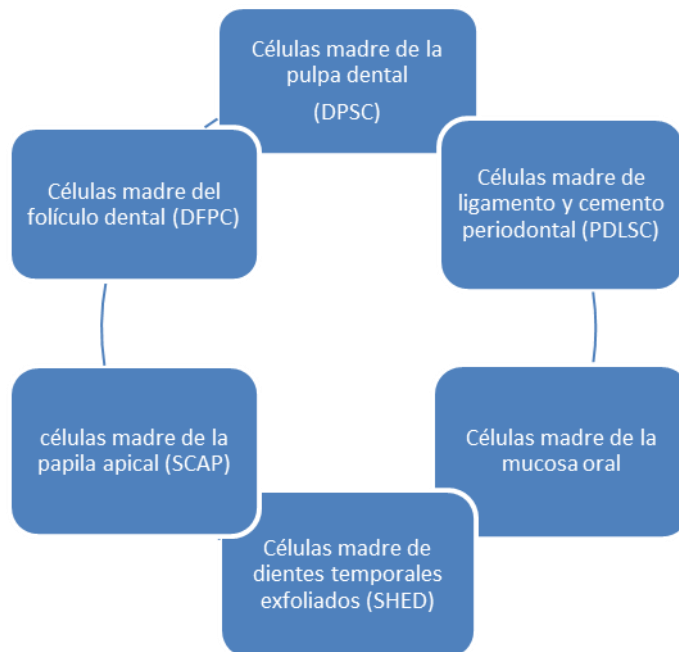 Células madre de la
pulpa dental
(DPSC)
Células madre de
ligamento y cemento
periodontal (PDLSC)
Células madre de la
mucosa oral
Células madre de
dientes temporales
exfoliados (SHED)
células madre de la
papila apical (SCAP)
Células madre del
folículo dental (DFPC)